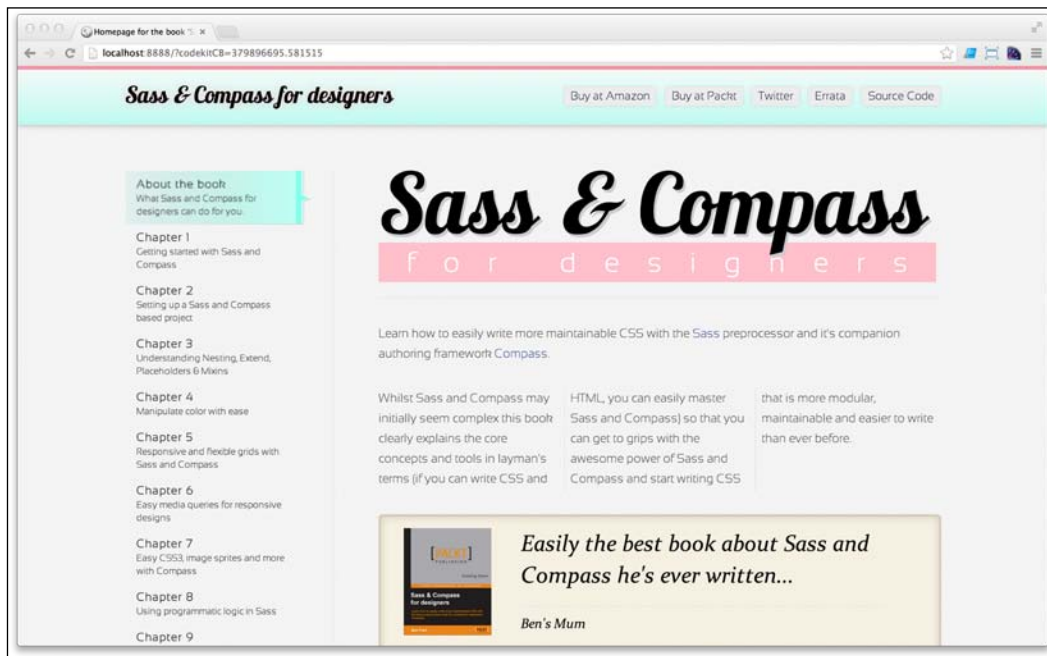 Homepage for the book "S
localhost:8888/?codekitCB=379896695.581515
Sass & Compass for designers
Buy at Amazon
Buy at Packt
Twitter
Errata
Source Code
About the book
What Sass and Compass for
designers can do for you.
Chapter 1
Getting started with Sass and
Compass
Chapter 2
Setting up a Sass and Compass
based project
Chapter 3
Understanding Nesting, Extend,
Placeholders & Mixins
Chapter 4
Manipulate color with ease
Chapter 5
Responsive and flexible grids with
Sass and Compass
Chapter 6
Easy media queries for responsive
designs
Chapter 7
Easy CSS3, image sprites and more
with Compass
Chapter 8
Using programmatic logic in Sass
Chapter 9
Sass & Compass
for designers
Learn how to easily write more maintainable CSS with the Sass preprocessor and it's companion
authoring framework Compass.
Whilst Sass and Compass may
initially seem complex this book
clearly explains the core
concepts and tools in layman's
terms (if you can write CSS and
HTML, you can easily master
Sass and Compass) so that you
can get to grips with the
awesome power of Sass and
Compass and start writing CSS
that is more modular,
maintainable and easier to write
than ever before.
[PACKT]
PUBLISHING
Sass & Compass
for designers
Easily the best book about Sass and
Compass he's ever written...
Ben's Mum